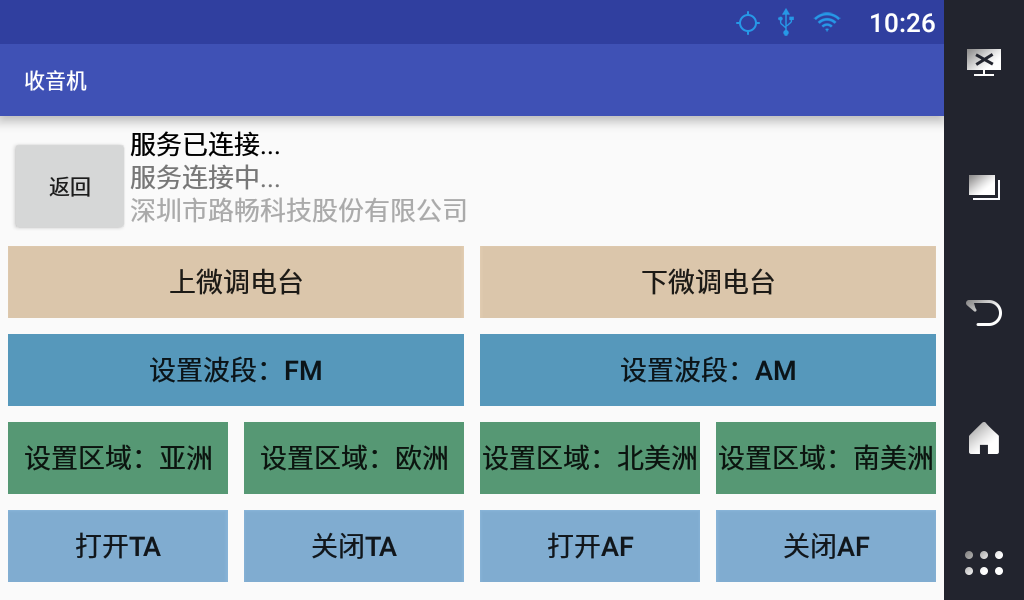 10:26
收音机
返回
服务已连接...
服务连接中...
深圳市路畅科技股份有限公司
上微调电台
下微调电台
设置波段：FM
设置波段：AM
设置区域：亚洲
设置区域：欧洲
设置区域：北美洲
设置区域：南美洲
打开TA
关闭TA
打开AF
关闭AF